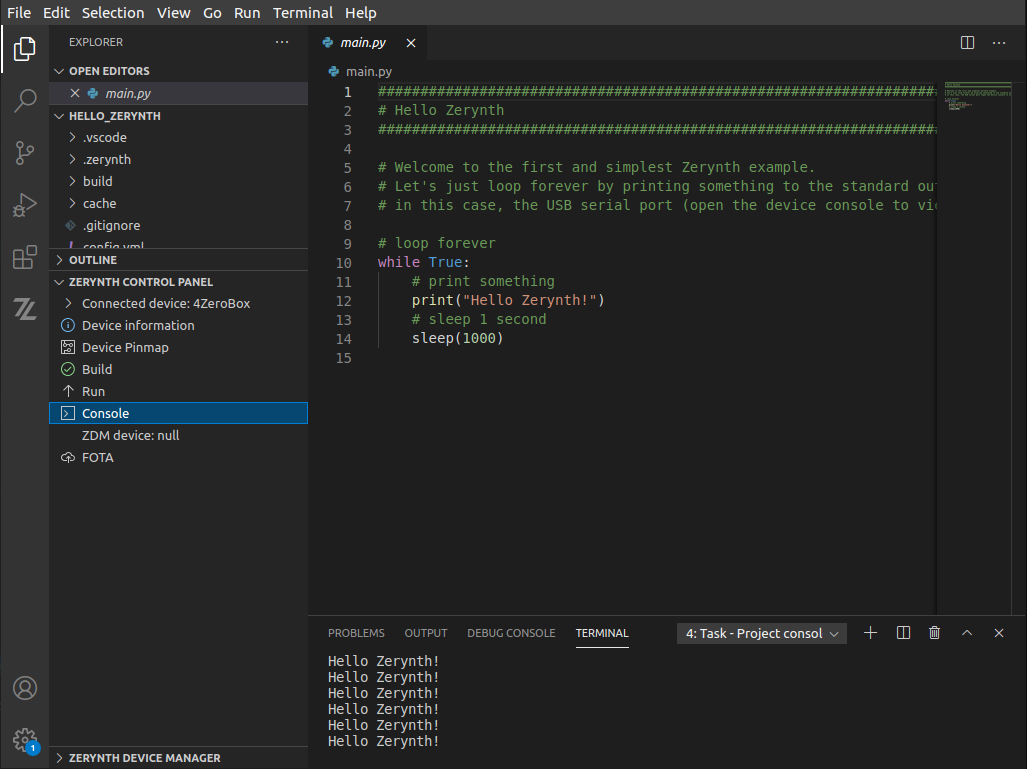 File Edit Selection View Go Run Terminal Help
EXPLORER
OPEN EDITORS
main.py
HELLO_ZERYNTH
.vscode
.zerynth
build
cache
.gitignore
config.yml
OUTLINE
ZERYNTH CONTROL PANEL
Connected device: 4ZeroBox
Device information
Device Pinmap
Build
Run
Console
ZDM device: null
FOTA
1
ZERYNTH DEVICE MANAGER
main.py
main.py
1 ##################################################################
2 # Hello Zerynth
3 ##################################################################
4
5 # Welcome to the first and simplest Zerynth example.
6 # Let's just loop forever by printing something to the standard ou
7 # in this case, the USB serial port (open the device console to vi
8
9 # loop forever
10 while True:
11 # print something
12 print("Hello Zerynth!")
13 # sleep 1 second
14 sleep(1000)
15
PROBLEMS OUTPUT DEBUG CONSOLE TERMINAL 4: Task - Project consol
Hello Zerynth!
Hello Zerynth!
Hello Zerynth!
Hello Zerynth!
Hello Zerynth!
Hello Zerynth!